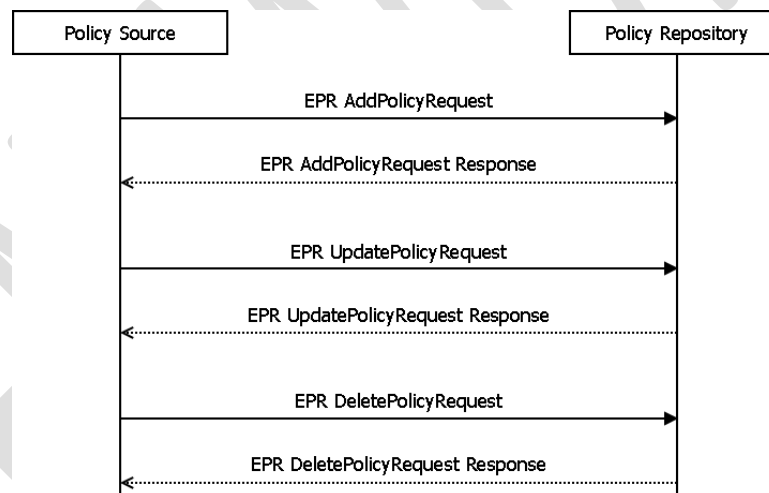 Policy Source
Policy Repository
EPR AddPolicyRequest
EPR AddPolicyRequest Response
EPR UpdatePolicyRequest
EPR UpdatePolicyRequest Response
EPR DeletePolicyRequest
EPR DeletePolicyRequest Response